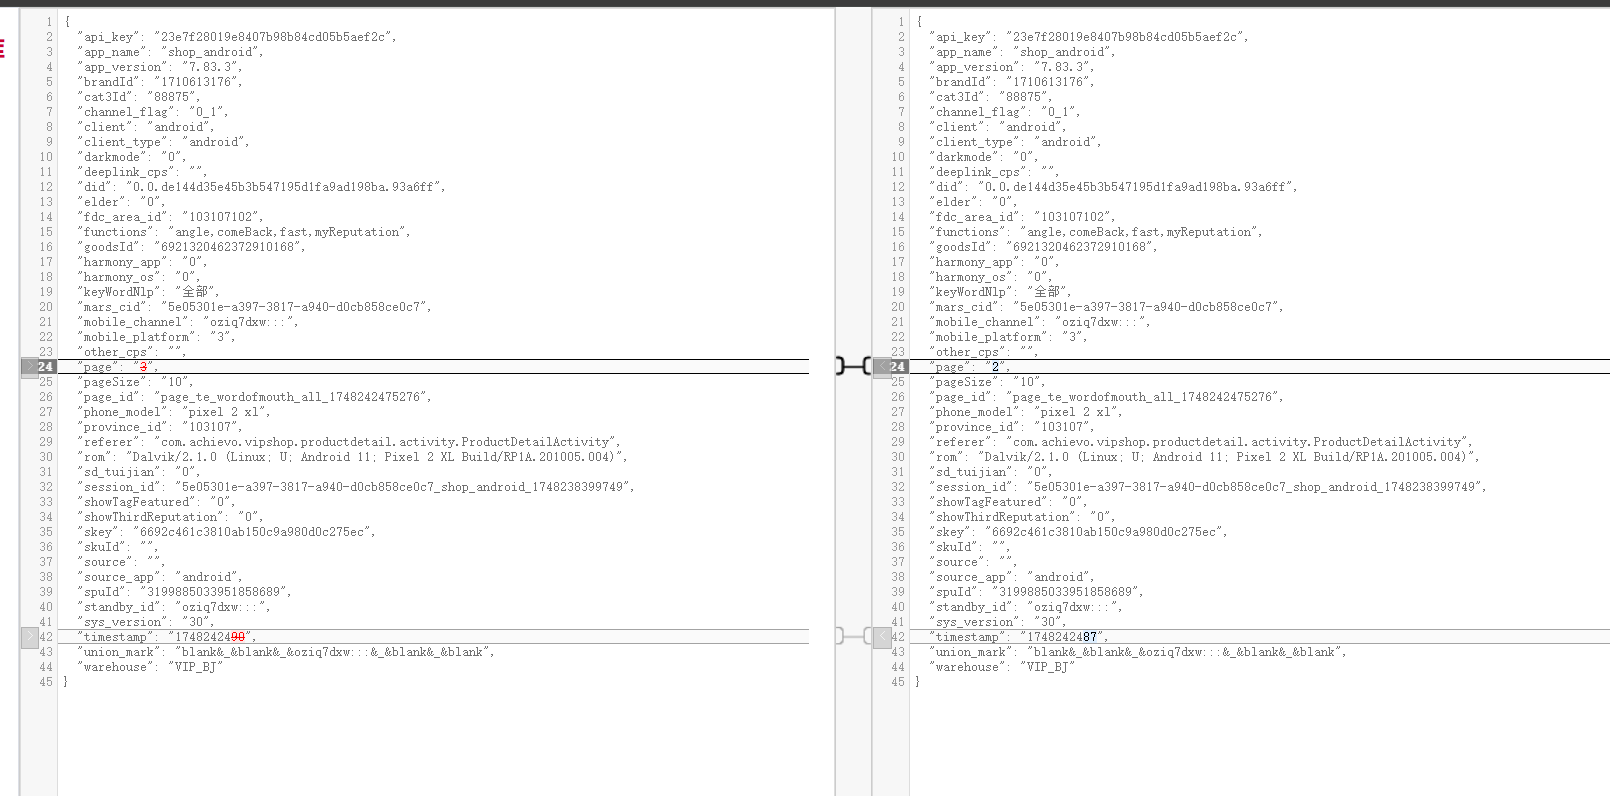 1 {
2 "api_key": "23e7f28019e8407b98b84cd05b5aef2c",
3 "app_name": "shop_android",
4 "app_version": "7.83.3",
5 "brandId": "1710613176",
6 "cat3Id": "88875",
7 "channel_flag": "0_1",
8 "client": "android",
9 "client_type": "android",
10 "darkmode": "0",
11 "deeplink_cps": "",
12 "did": "0.0.de144d35e45b3b547195d1fa9ad198ba.93a6ff",
13 "elder": "0",
14 "fdc_area_id": "103107102",
15 "functions": "angle,comeBack,fast,myReputation",
16 "goodsId": "6921320462372910168",
17 "harmony_app": "0",
18 "harmony_os": "0",
19 "keyWordNlp": "全部",
20 "mars_cid": "5e05301e-a397-3817-a940-d0cb858ce0c7",
21 "mobile_channel": "oziq7dxw:::",
22 "mobile_platform": "3",
23 "other_cps": "",
24 "page": "3",
25 "pageSize": "10",
26 "page_id": "page_te_wordofmouth_all_1748242475276",
27 "phone_model": "pixel 2 xl",
28 "province_id": "103107",
29 "referer": "com.achievo.vipshop.productdetail.activity.ProductDetailActivity",
30 "rom": "Dalvik/2.1.0 (Linux; U; Android 11; Pixel 2 XL Build/RP1A.201005.004)",
31 "sd_tuijian": "0",
32 "session_id": "5e05301e-a397-3817-a940-d0cb858ce0c7_shop_android_1748238399749",
33 "showTagFeatured": "0",
34 "showThirdReputation": "0",
35 "skey": "6692c461c3810ab150c9a980d0c275ec",
36 "skuId": "",
37 "source": "",
38 "source_app": "android",
39 "spuId": "3199885033951858689",
40 "standby_id": "oziq7dxw:::",
41 "sys_version": "30",
42 "timestamp": "1748242490",
43 "union_mark": "blank&_&blank&_&oziq7dxw:::&_&blank&_&blank",
44 "warehouse": "VIP_BJ"
45 }
1 {
2 "api_key": "23e7f28019e8407b98b84cd05b5aef2c",
3 "app_name": "shop_android",
4 "app_version": "7.83.3",
5 "brandId": "1710613176",
6 "cat3Id": "88875",
7 "channel_flag": "0_1",
8 "client": "android",
9 "client_type": "android",
10 "darkmode": "0",
11 "deeplink_cps": "",
12 "did": "0.0.de144d35e45b3b547195d1fa9ad198ba.93a6ff",
13 "elder": "0",
14 "fdc_area_id": "103107102",
15 "functions": "angle,comeBack,fast,myReputation",
16 "goodsId": "6921320462372910168",
17 "harmony_app": "0",
18 "harmony_os": "0",
19 "keyWordNlp": "全部",
20 "mars_cid": "5e05301e-a397-3817-a940-d0cb858ce0c7",
21 "mobile_channel": "oziq7dxw:::",
22 "mobile_platform": "3",
23 "other_cps": "",
24 "page": "2",
25 "pageSize": "10",
26 "page_id": "page_te_wordofmouth_all_1748242475276",
27 "phone_model": "pixel 2 xl",
28 "province_id": "103107",
29 "referer": "com.achievo.vipshop.productdetail.activity.ProductDetailActivity",
30 "rom": "Dalvik/2.1.0 (Linux; U; Android 11; Pixel 2 XL Build/RP1A.201005.004)",
31 "sd_tuijian": "0",
32 "session_id": "5e05301e-a397-3817-a940-d0cb858ce0c7_shop_android_1748238399749",
33 "showTagFeatured": "0",
34 "showThirdReputation": "0",
35 "skey": "6692c461c3810ab150c9a980d0c275ec",
36 "skuId": "",
37 "source": "",
38 "source_app": "android",
39 "spuId": "3199885033951858689",
40 "standby_id": "oziq7dxw:::",
41 "sys_version": "30",
42 "timestamp": "1748242487",
43 "union_mark": "blank&_&blank&_&oziq7dxw:::&_&blank&_&blank",
44 "warehouse": "VIP_BJ"
45 }